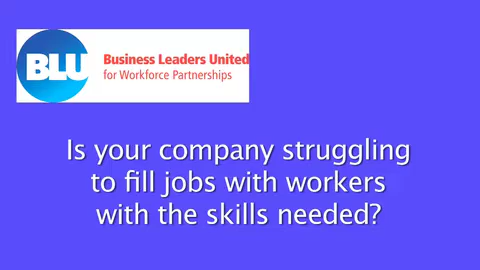 BLU
Business Leaders United
for Workforce Partnerships
Is your company struggling
to fill jobs with workers
with the skills needed?